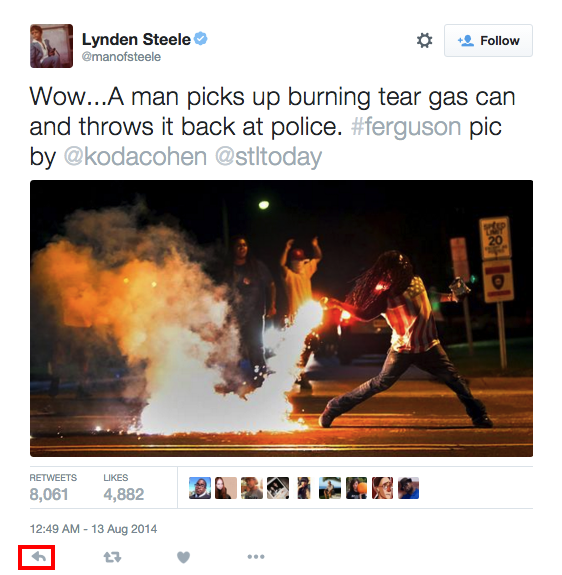 Lynden Steele
@manofsteele
Follow
Wow...A man picks up burning tear gas can
and throws it back at police. #ferguson pic
by @kodacohen @stltoday
SPEED
LIMIT
20
RETWEETS
LIKES
8,061
4,882
12:49 AM - 13 Aug 2014